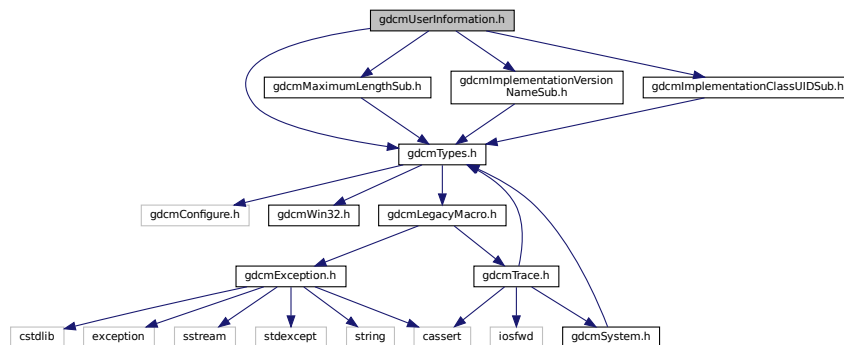 gdcmUserInformation.h
gdcmMaximumLengthSub.h
gdcmImplementationVersion
NameSub.h
gdcmImplementationClassUIDSub.h
gdcmTypes.h
gdcmConfigure.h
gdcmWin32.h
gdcmLegacyMacro.h
gdcmException.h
gdcmTrace.h
cstdlib
exception
sstream
stdexcept
string
cassert
iosfwd
gdcmSystem.h